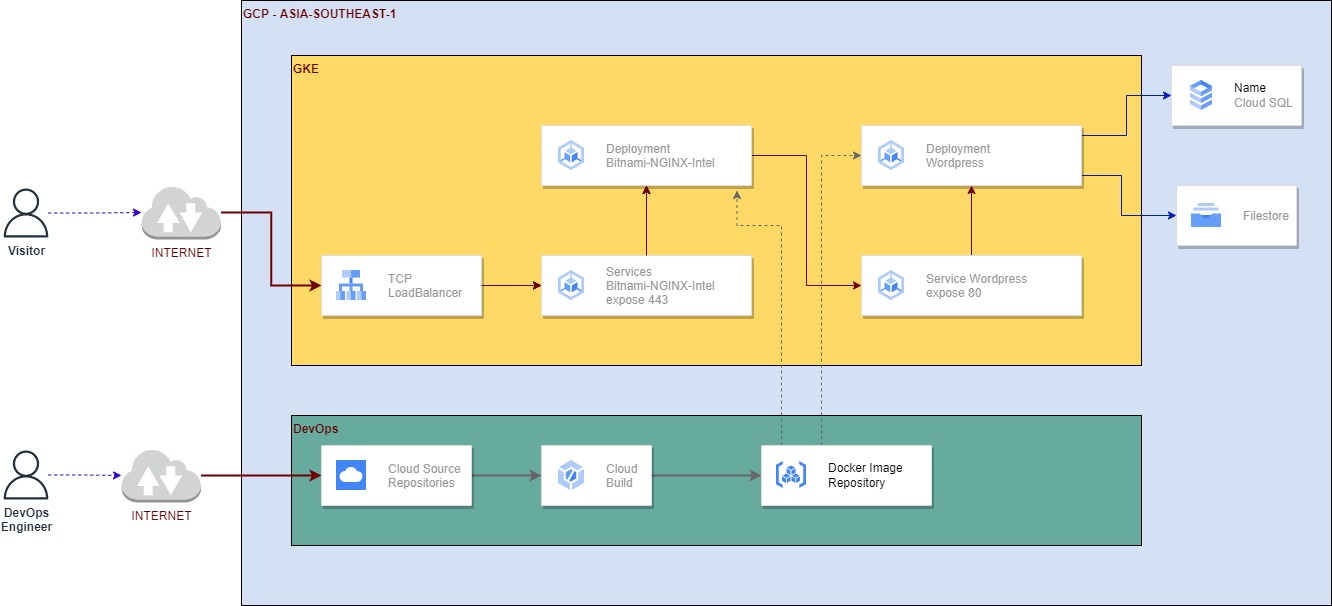 GCP - ASIA-SOUTHEAST-1
GKE
Name
Cloud SQL
Deployment
Bitnami-NGINX-Intel
Deployment
Wordpress
Filestore
Visitor
INTERNET
TCP
LoadBalancer
Services
Bitnami-NGINX-Intel
expose 443
Service Wordpress
expose 80
DevOps
DevOps
Engineer
INTERNET
Cloud Source
Repositories
Cloud
Build
Docker Image
Repository